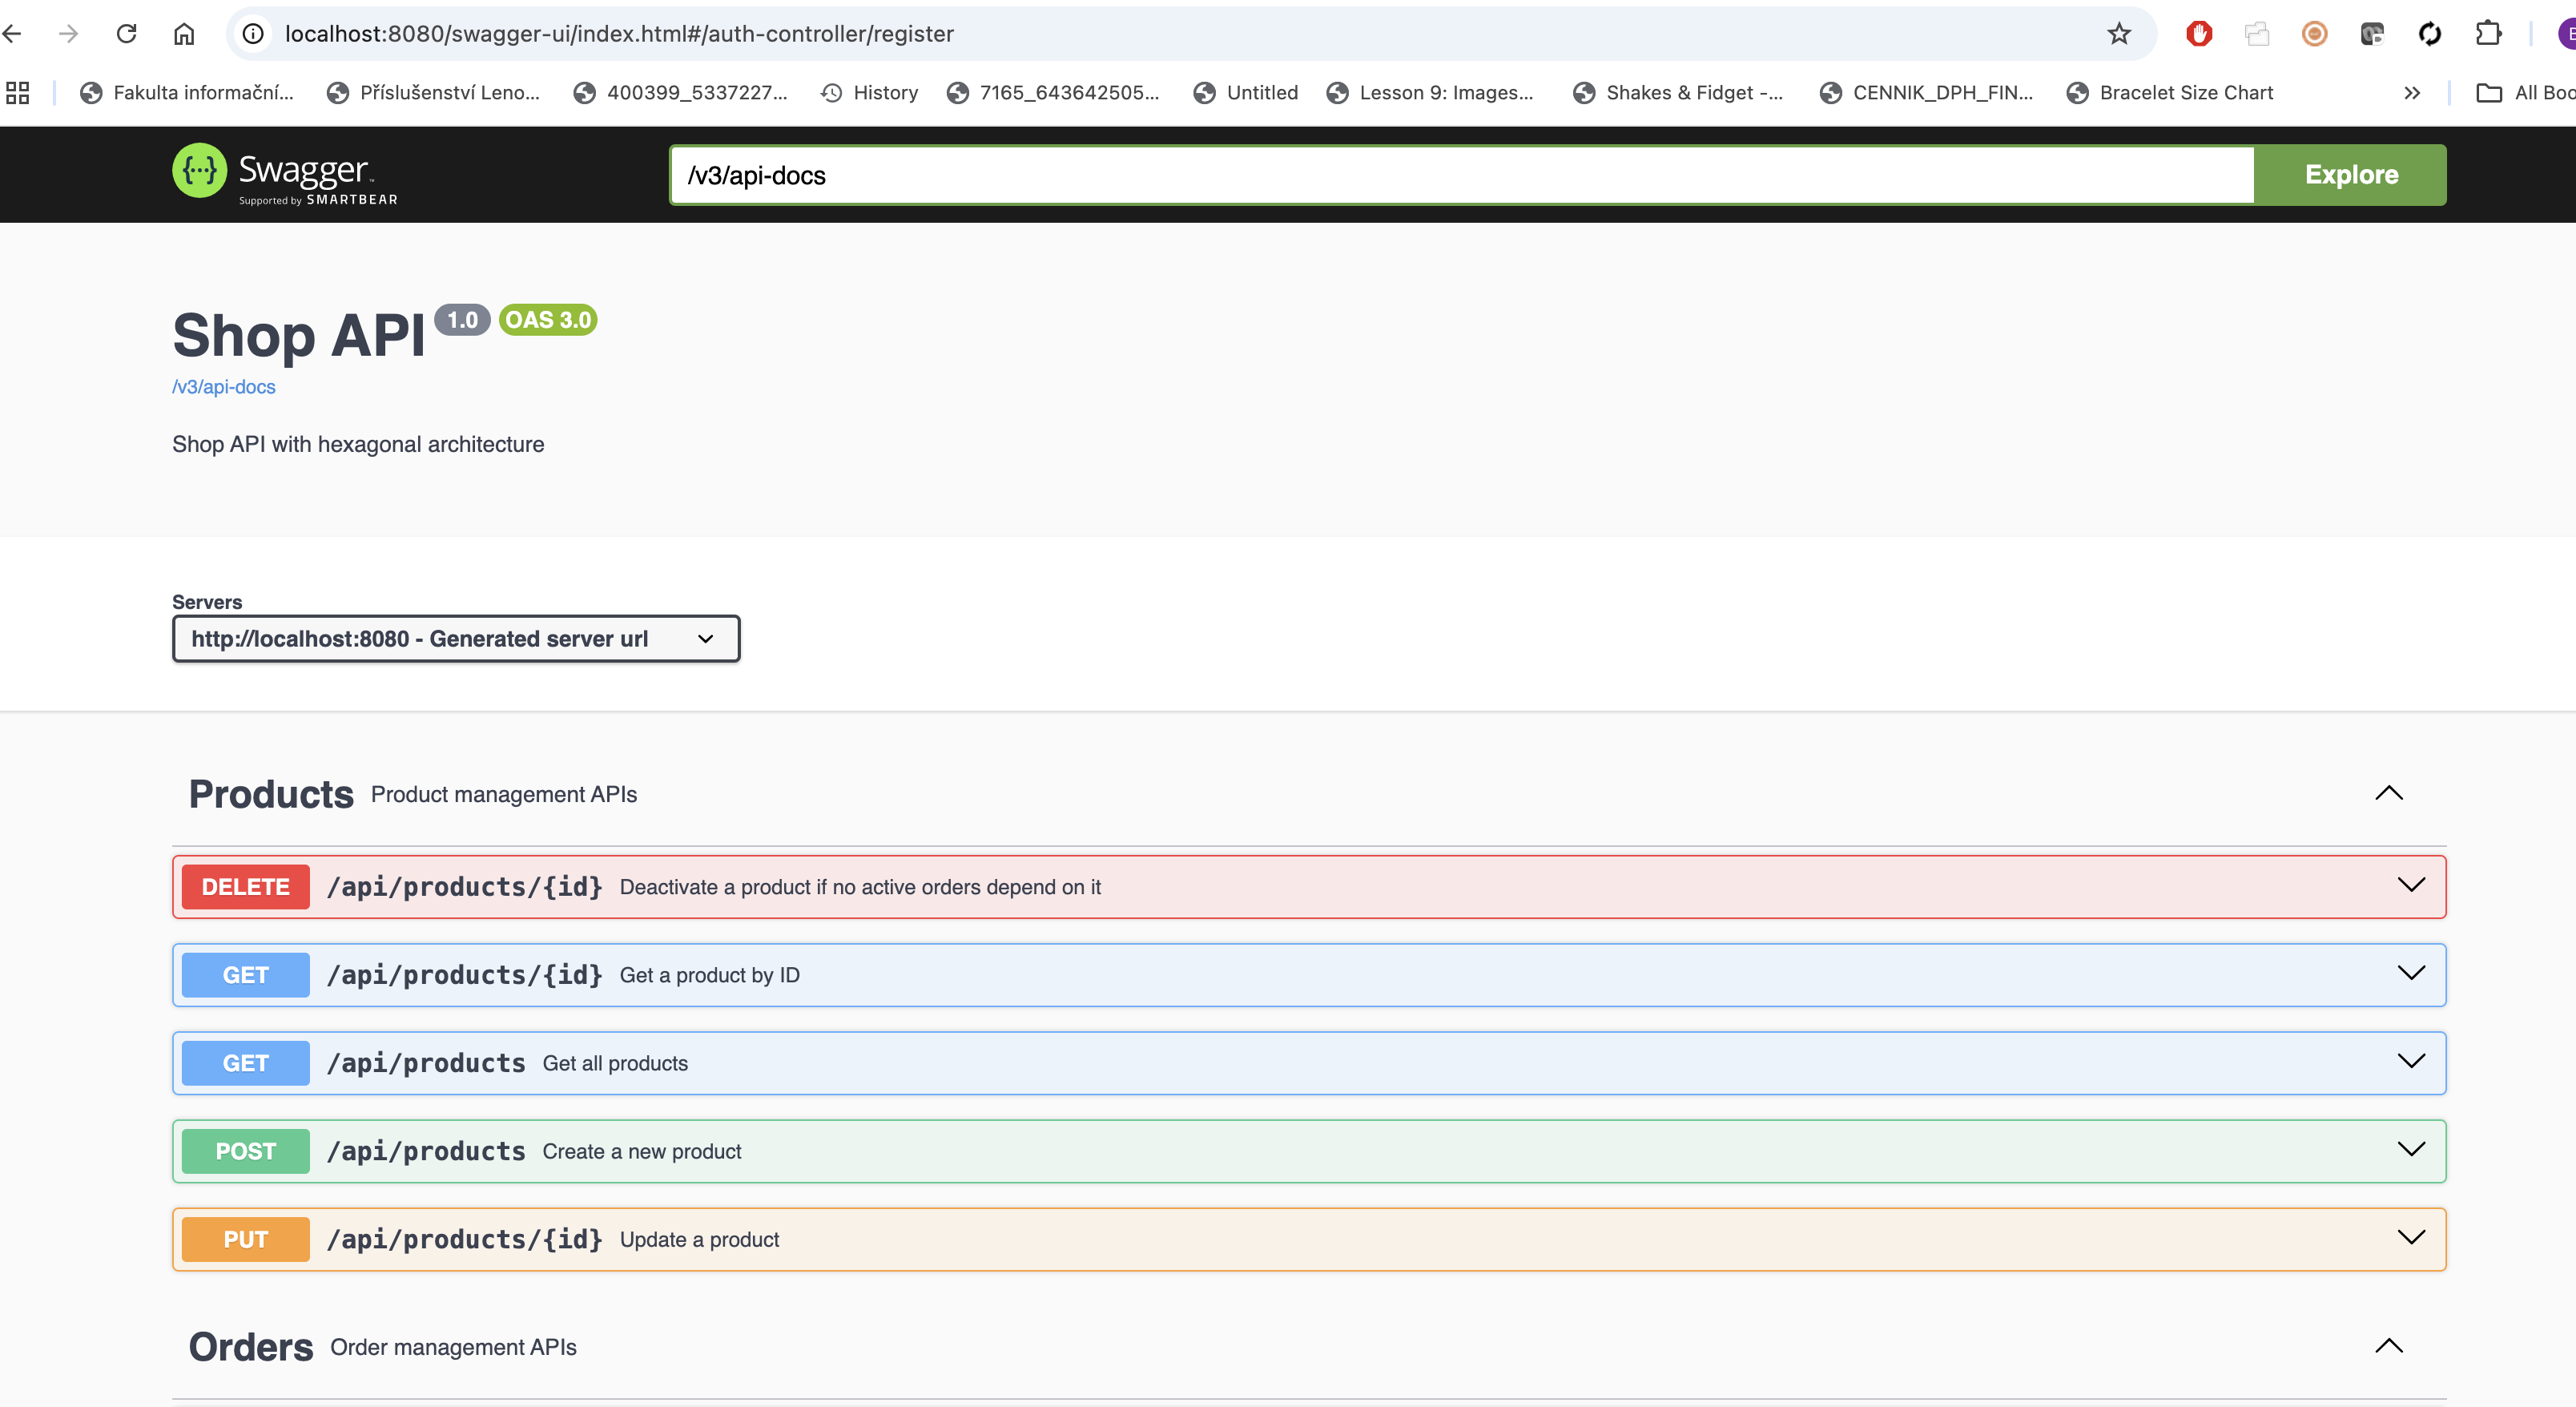 localhost:8080/swagger-ui/index.html#/auth-controller/register
Fakulta informační... Příslušenství Leno... 400399_5337227... History 7165_643642505... Untitled Lesson 9: Images... Shakes & Fidget -... CENNIK_DPH_FIN... Bracelet Size Chart » All Boo
{···} Swagger™
Supported by SMARTBEAR
/v3/api-docs Explore
Shop API 1.0 OAS 3.0
/v3/api-docs
Shop API with hexagonal architecture
Servers
http://localhost:8080 - Generated server url
Products Product management APIs
DELETE /api/products/{id} Deactivate a product if no active orders depend on it
GET /api/products/{id} Get a product by ID
GET /api/products Get all products
POST /api/products Create a new product
PUT /api/products/{id} Update a product
Orders Order management APIs